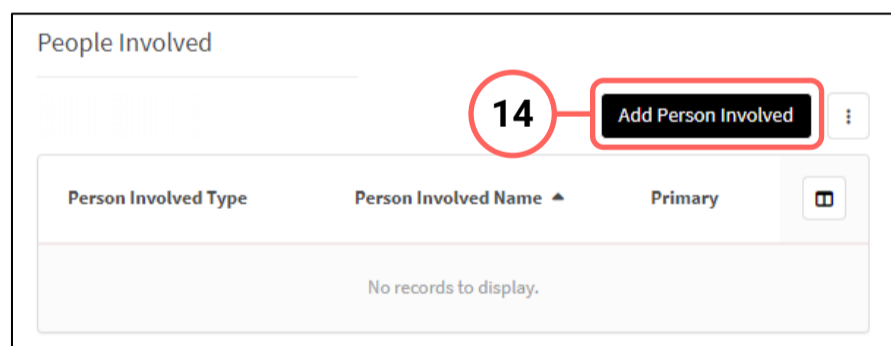 People Involved
14
Add Person Involved
Person Involved Type
Person Involved Name
Primary
No records to display.